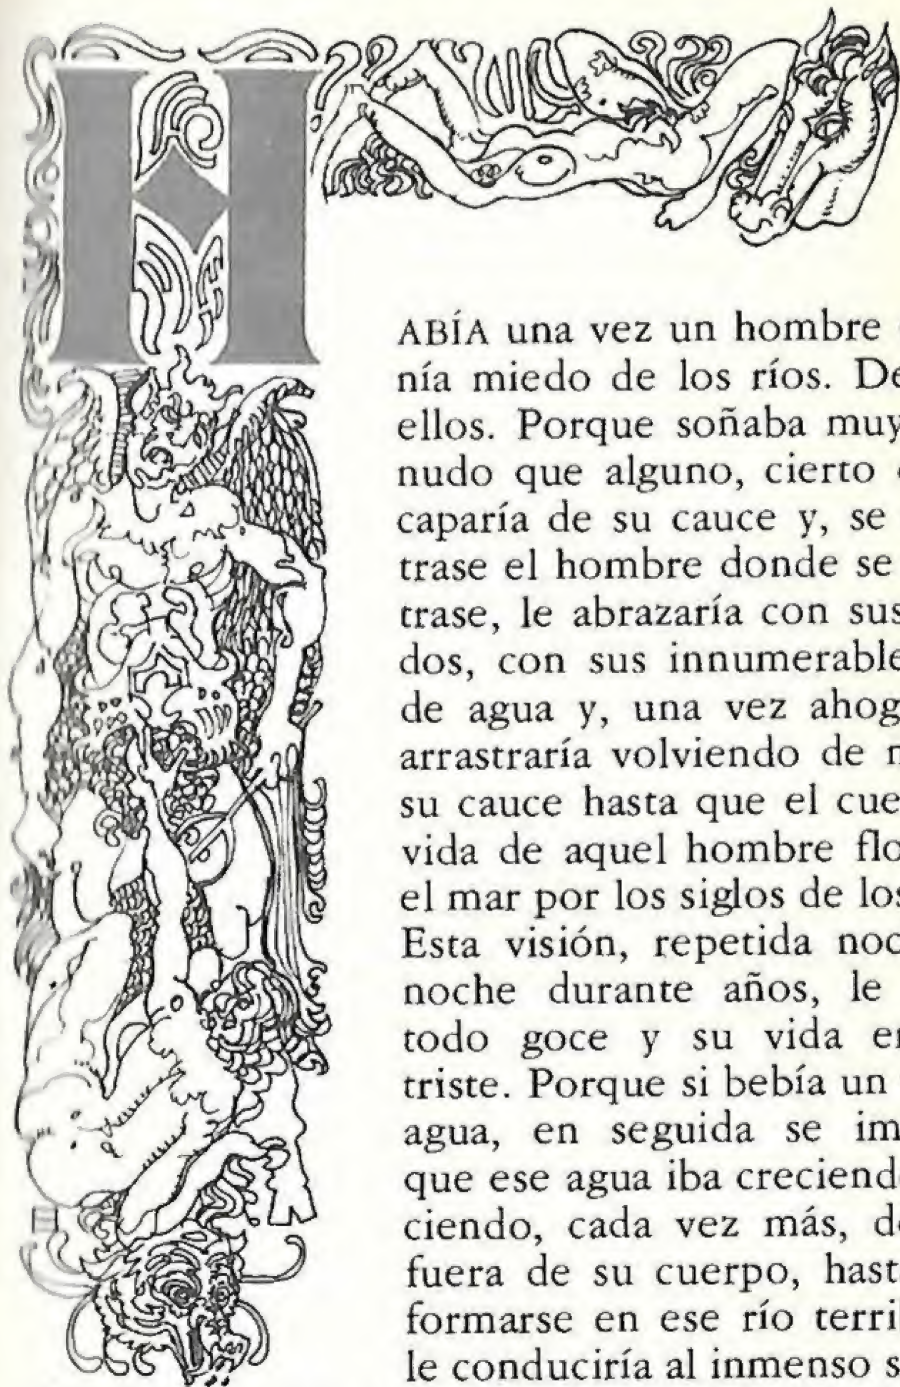 HABÍA una vez un hombre
nía miedo de los ríos. De
ellos. Porque soñaba muy
nudo que alguno, cierto
caparía de su cauce y, se
trase el hombre donde se
trase, le abrazaría con sus
dos, con sus innumerable
de agua y, una vez ahog
arrastraría volviendo de
su cauce hasta que el cue
vida de aquel hombre flo
el mar por los siglos de los
Esta visión, repetida noc
noche durante años, le
todo goce y su vida er
triste. Porque si bebía un
agua, en seguida se im
que ese agua iba creciend
ciendo, cada vez más, de
fuera de su cuerpo, hast
formarse en ese río terri
le conduciría al inmenso s